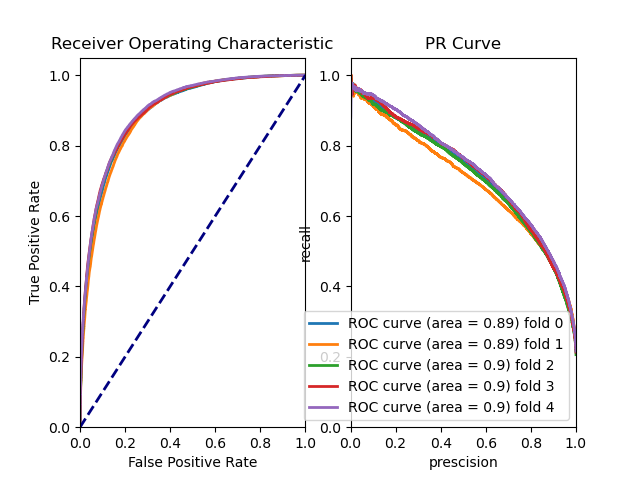 Receiver Operating Characteristic
PR Curve
1.0
0.8
0.6
0.4
0.2
0.0
True Positive Rate
0.0 0.2 0.4 0.6 0.8 1.0
False Positive Rate
1.0
0.8
0.6
0.4
0.2
0.0
recall
ROC curve (area = 0.89) fold 0
ROC curve (area = 0.89) fold 1
ROC curve (area = 0.9) fold 2
ROC curve (area = 0.9) fold 3
ROC curve (area = 0.9) fold 4
0.0 0.2 0.4 0.6 0.8 1.0
prescision